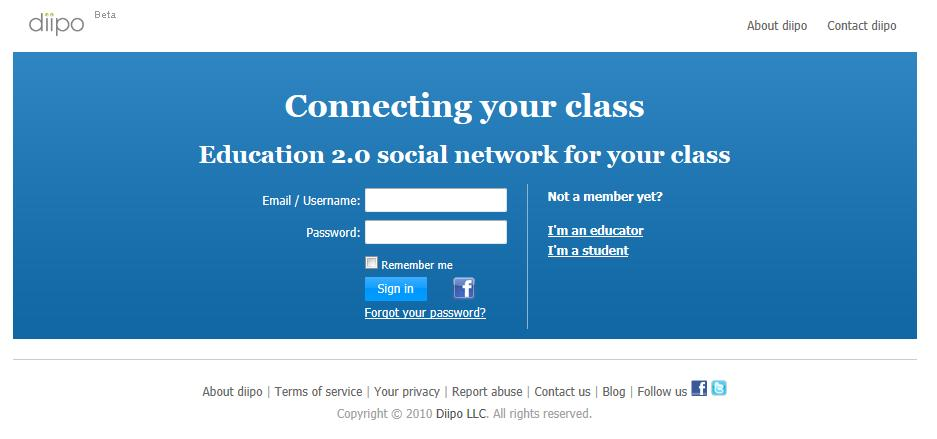 diipo Beta
About diipo Contact diipo
Connecting your class
Education 2.0 social network for your class
Email / Username:
Password:
Remember me
Sign in
Forgot your password?
Not a member yet?
I'm an educator
I'm a student
About diipo | Terms of service | Your privacy | Report abuse | Contact us | Blog | Follow us
Copyright © 2010 Diipo LLC. All rights reserved.